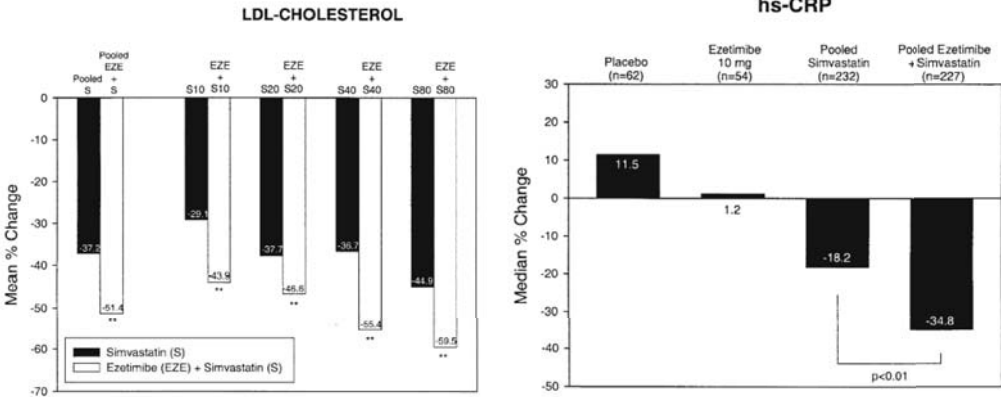 LDL-CHOLESTEROL
Pooled S
Pooled EZE + S
S10
EZE + S10
S20
EZE + S20
S40
EZE + S40
S80
EZE + S80
0
-10
-20
-30
-40
-50
-60
-70
Mean % Change
-37.2
-51.4
**
-29.1
-43.9
**
-37.7
-46.6
**
-36.7
-55.4
**
-44.9
-59.5
**
Simvastatin (S)
Ezetimibe (EZE) + Simvastatin (S)
hs-CRP
Placebo
(n=62)
Ezetimibe
10 mg
(n=54)
Pooled
Simvastatin
(n=232)
Pooled Ezetimibe
+ Simvastatin
(n=227)
30
20
10
0
-10
-20
-30
-40
-50
Median % Change
11.5
1.2
-18.2
-34.8
p<0.01